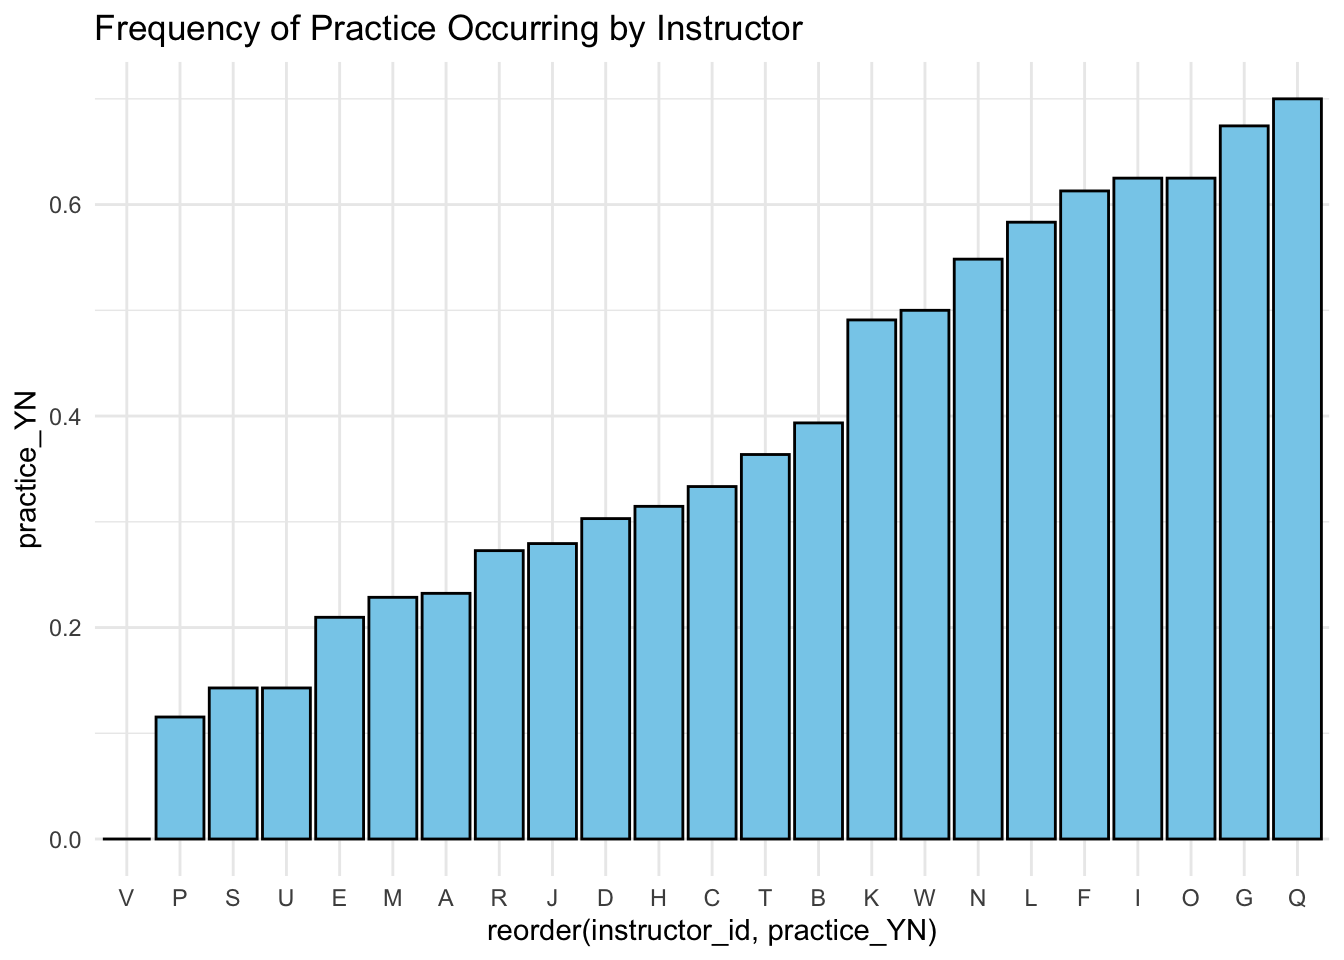 Frequency of Practice Occurring by Instructor
practice_YN
0.6
0.4
0.2
0.0
V P S U E M A R J D H C T B K W N L F I O G Q
reorder(instructor_id, practice_YN)